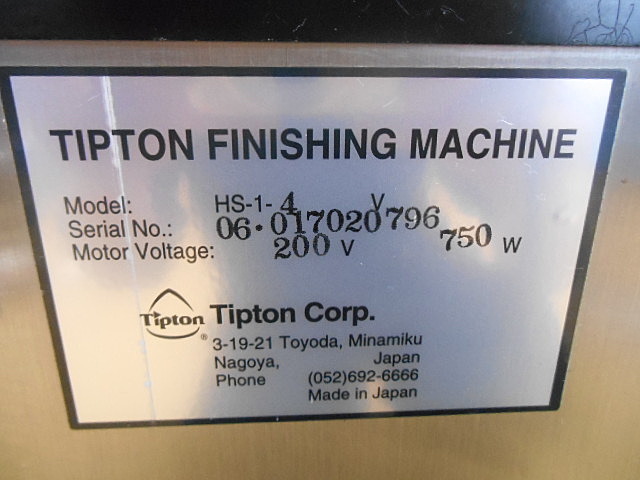 TIPTON FINISHING MACHINE
Model: HS-1-4 V
Serial No.: 06·017020796
Motor Voltage: 200 V 750 W
Tipton
® Tipton Corp.
3-19-21 Toyoda, Minamiku
Nagoya, Japan
Phone (052)692-6666
Made in Japan